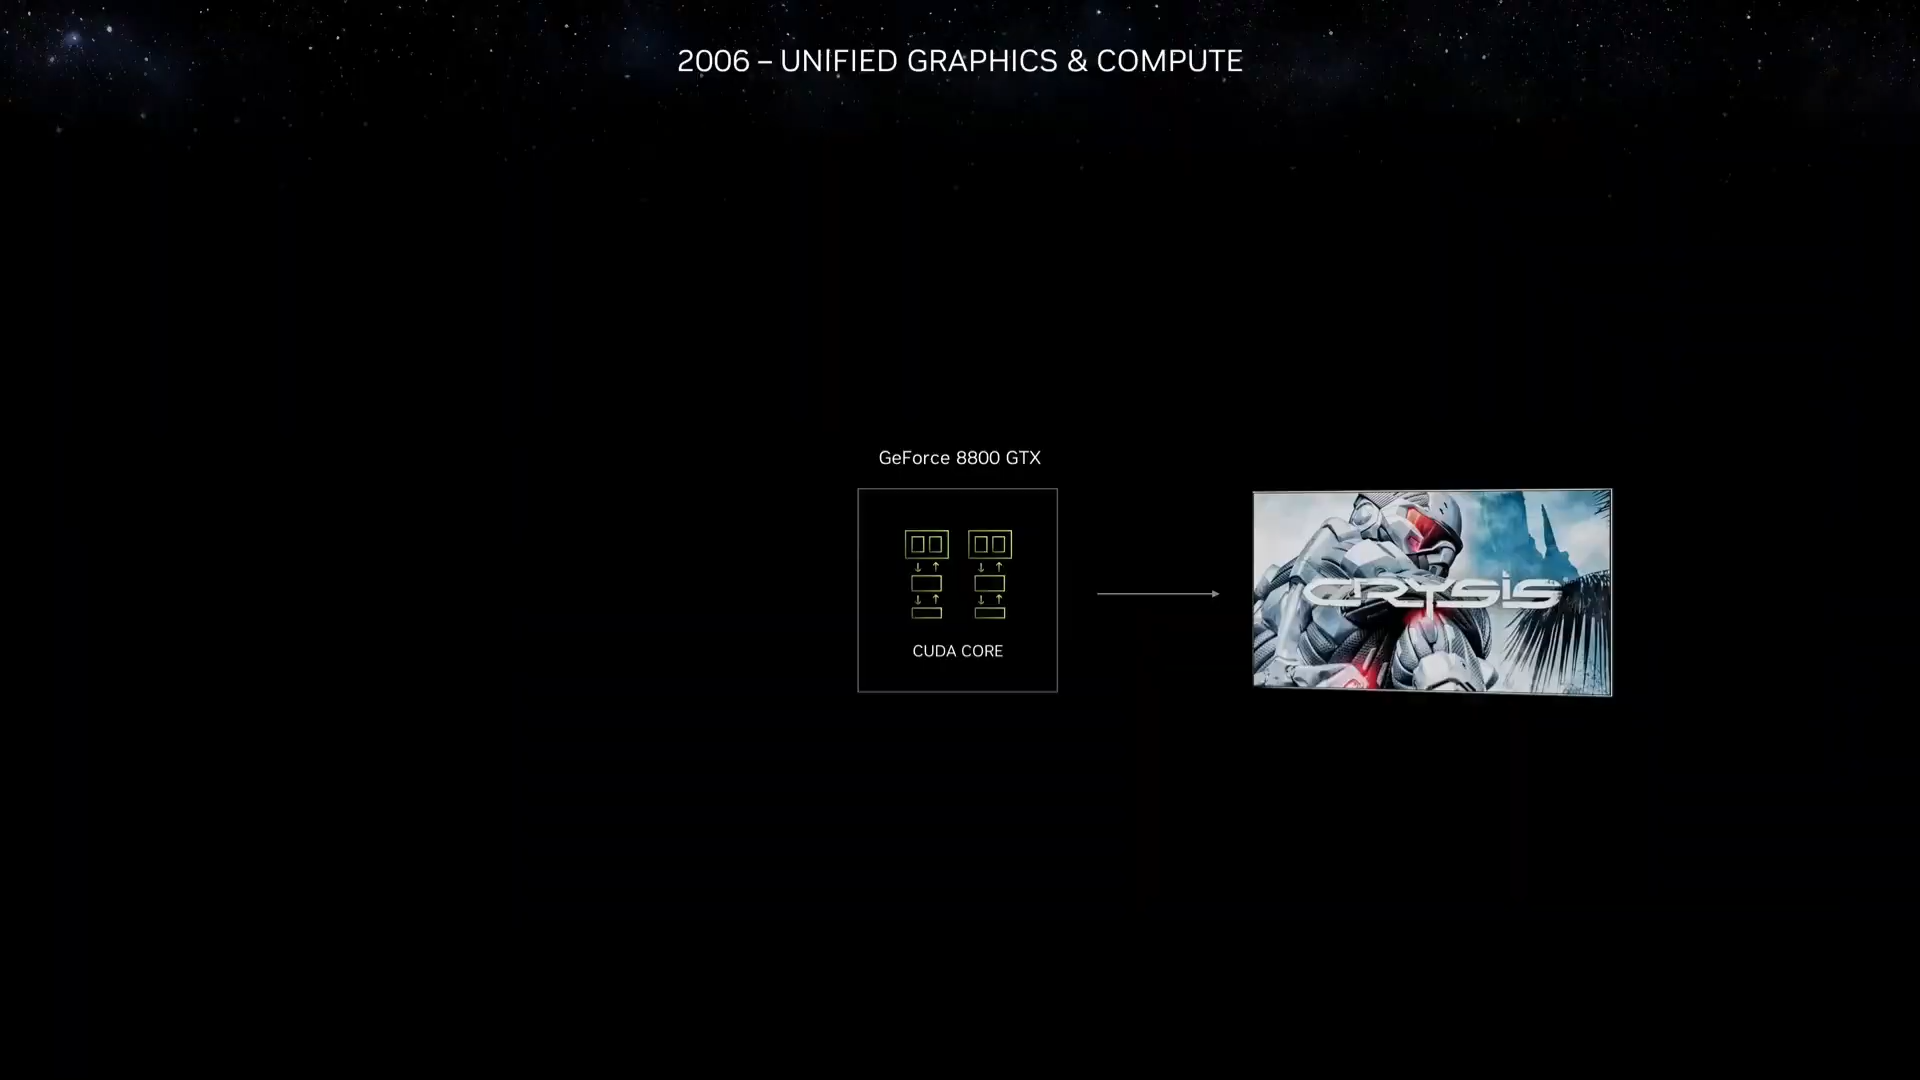 2006 – UNIFIED GRAPHICS & COMPUTE
GeForce 8800 GTX
CUDA CORE
CRYSIS